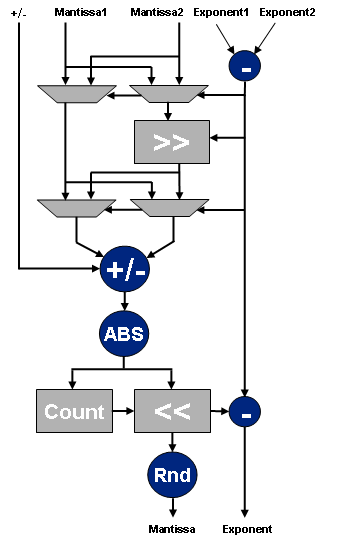 +/- Mantissa1 Mantissa2 Exponent1 Exponent2
-
>>
+/-
ABS
Count << -
Rnd
Mantissa Exponent